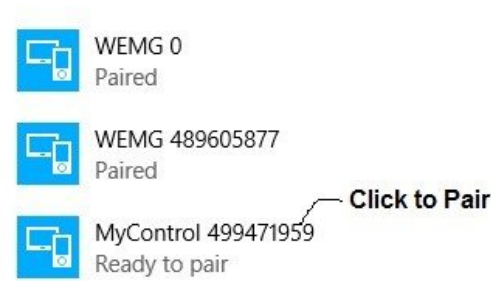 WEMG 0
Paired
WEMG 489605877
Paired
Click to Pair
MyControl 499471959
Ready to pair